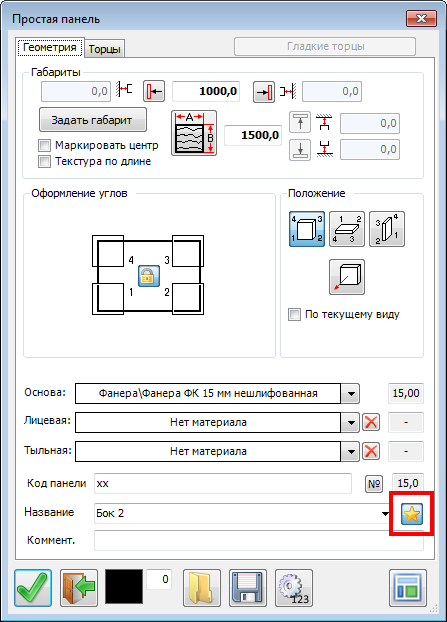 Простая панель
Геометрия Торцы Гладкие торцы
Габариты
0,0 1000,0 0,0
Задать габарит A B 1500,0 0,0
Маркировать центр
Текстура по длине 0,0
Оформление углов Положение
4 3
1 2
4 3
1 2
1 2
4 3
3
4
2
1
По текущему виду
Основа: Фанера\Фанера ФК 15 мм нешлифованная 15,00
Лицевая: Нет материала -
Тыльная: Нет материала -
Код панели xx № 15,0
Название Бок 2
Коммент.
0 123